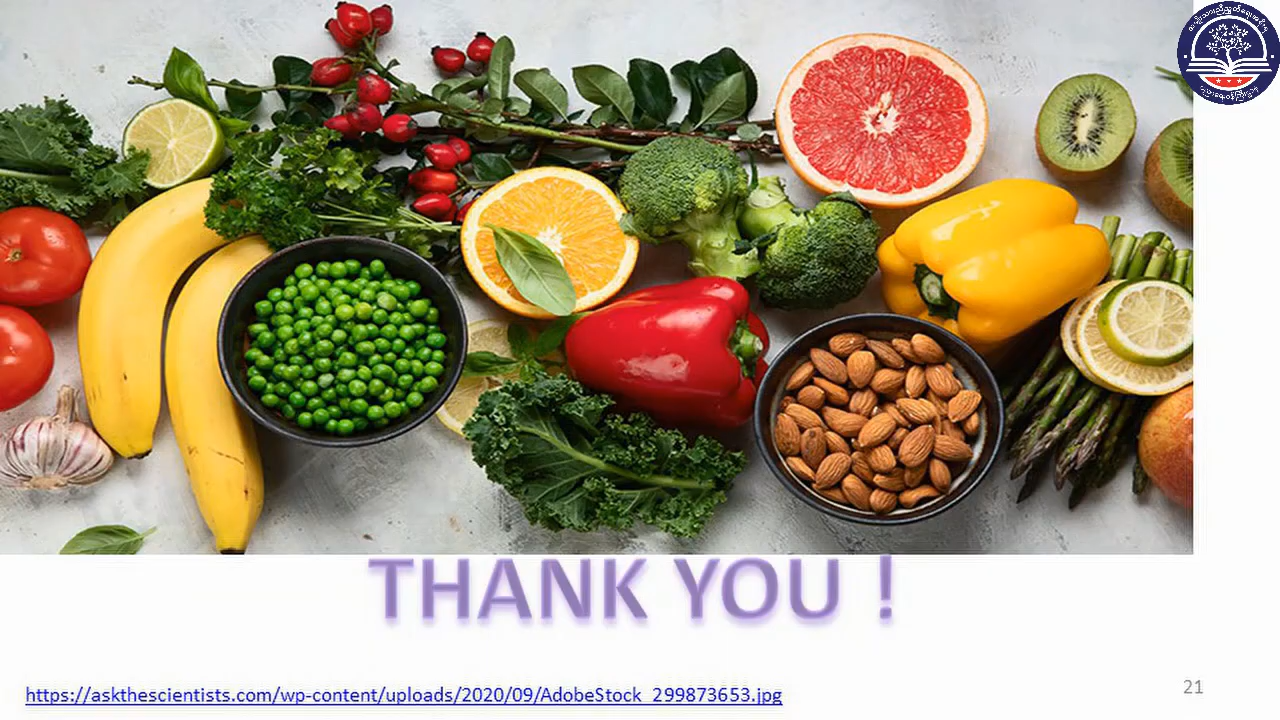 THANK YOU !
https://askthescientists.com/wp-content/uploads/2020/09/AdobeStock_299873653.jpg
21